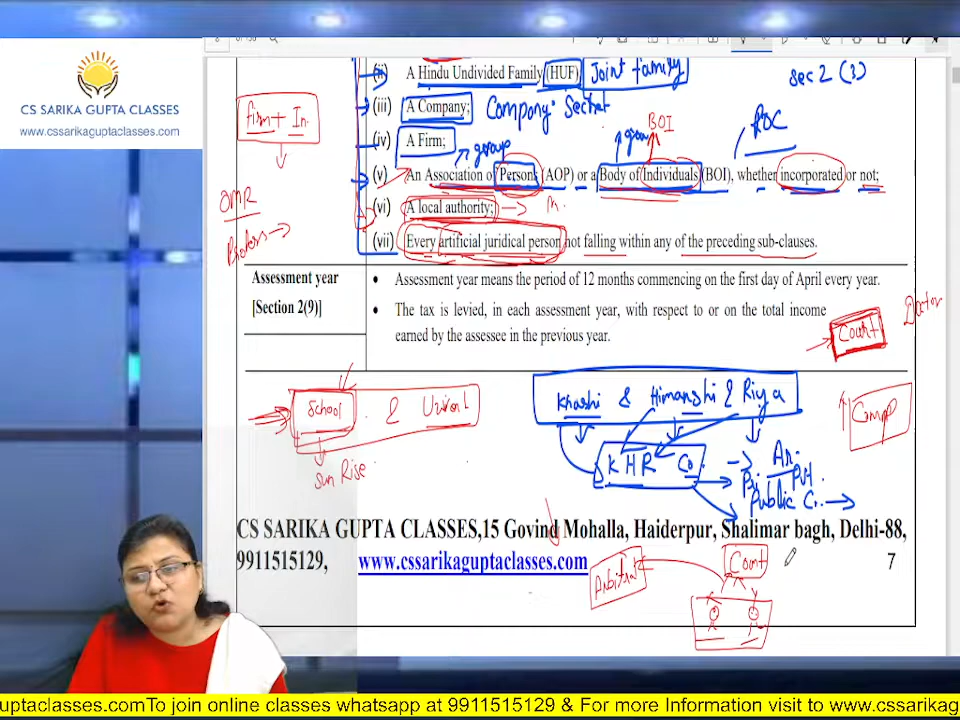 CS SARIKA GUPTA CLASSES
www.cssarikaguptaclasses.com
(ii) A Hindu Undivided Family (HUF) Joint family
sec 2 (3)
(iii) A Company; Company:
(iv) A Firm;
group
BOI
ROC
(v) An Association of Persons (AOP) or a Body of Individuals (BOI), whether incorporated or not;
(vi) A local authority;
(vii) Every artificial juridical person not falling within any of the preceding sub-clauses.
firm + In.
Assessment year
[Section 2(9)]
• Assessment year means the period of 12 months commencing on the first day of April every year.
• The tax is levied, in each assessment year, with respect to or on the total income
earned by the assessee in the previous year.
Court
Doctor
School &
Sun Rise
Khashi & Himanshi & Riya
KHR Co.
Public C.
Comp
CS SARIKA GUPTA CLASSES,15 Govind Mohalla, Haiderpur, Shalimar bagh, Delhi-88,
9911515129, www.cssarikaguptaclasses.com
7
guptaclasses.comTo join online classes whatsapp at 9911515129 & For more Information visit to www.cssarikaguptaclasses